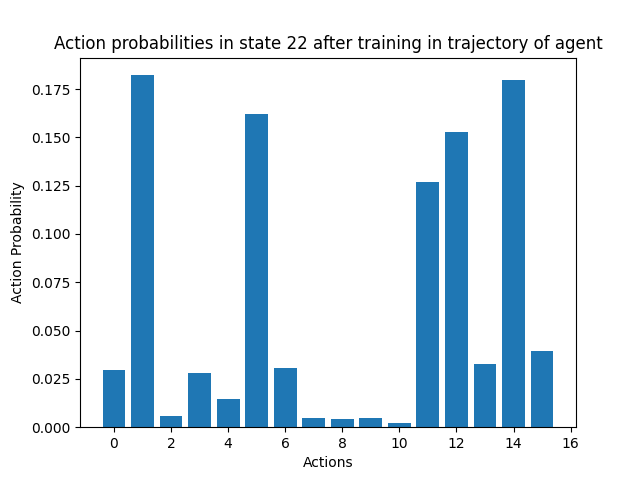 Action probabilities in state 22 after training in trajectory of agent
0.175
0.150
0.125
0.100
0.075
0.050
0.025
0.000
Action Probability
0 2 4 6 8 10 12 14 16
Actions